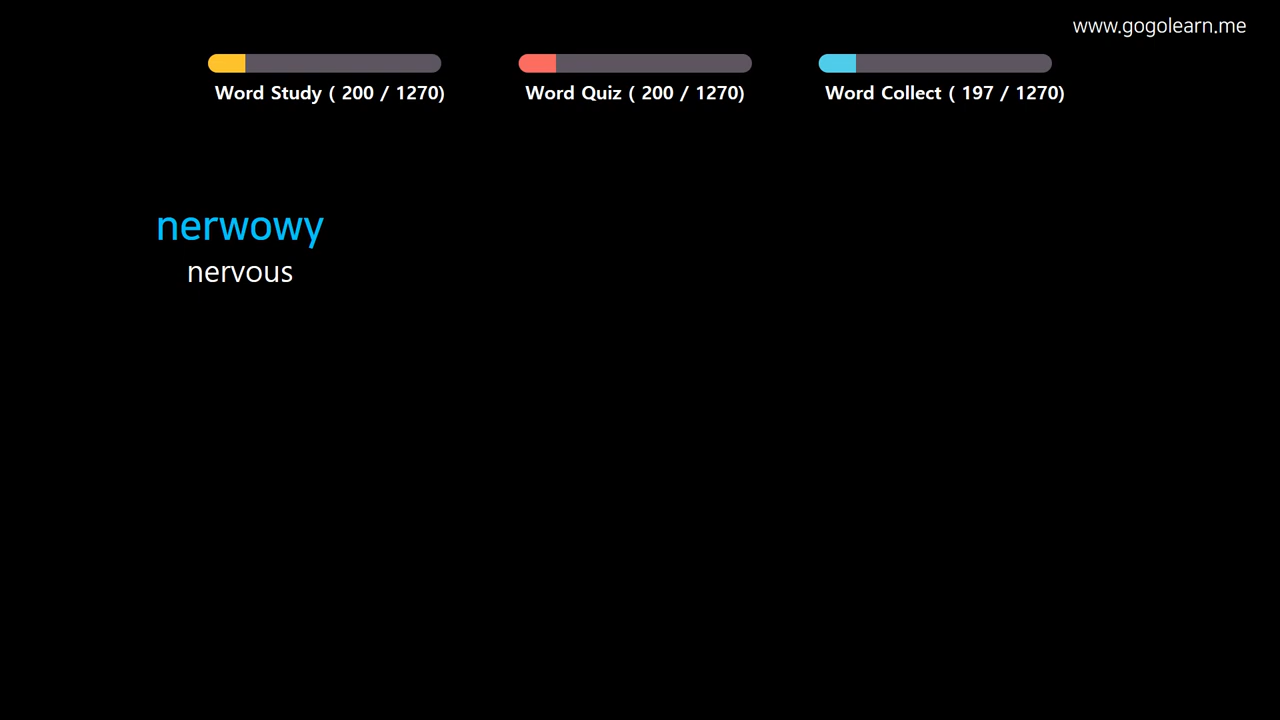 www.gogolearn.me
Word Study ( 200 / 1270)
Word Quiz ( 200 / 1270)
Word Collect ( 197 / 1270)
nerwowy
nervous